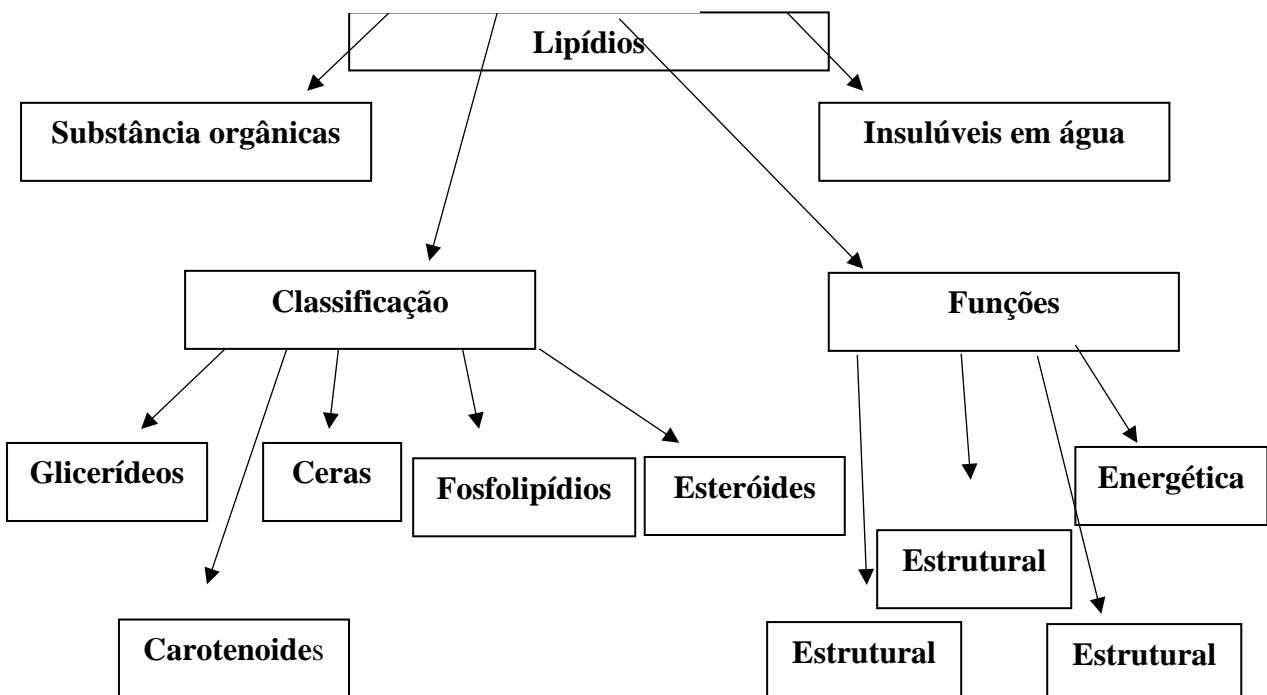 Lipídios
Substância orgânicas
Insulúveis em água
Classificação
Funções
Glicerídeos
Ceras
Fosfolipídios
Esteróides
Energética
Estrutural
Carotenoides
Estrutural
Estrutural